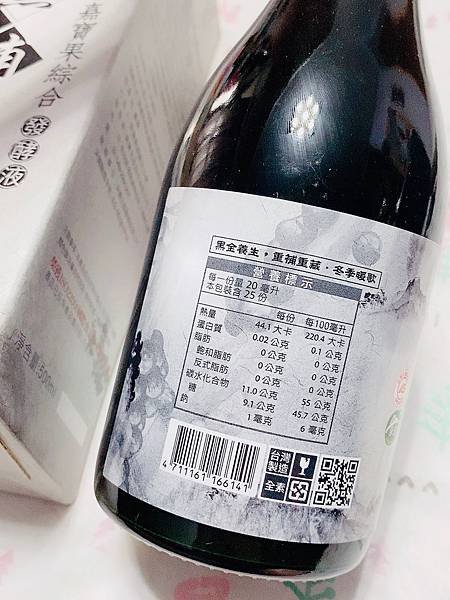 嘉寶果綜合
發酵液
黑金養生，重補重藏．冬季暖歌
營養標示
每一份量 20 毫升
本包裝含 25 份
每份 每100毫升
熱量 44.1 大卡 220.4 大卡
蛋白質 0.02 公克 0.1 公克
脂肪 0 公克 0 公克
飽和脂肪 0 公克 0 公克
反式脂肪 0 公克 0 公克
碳水化合物 11.0 公克 55 公克
糖 9.1 公克 45.7 公克
鈉 1 毫克 6 毫克
4 711161 166141
台灣
製造
全素